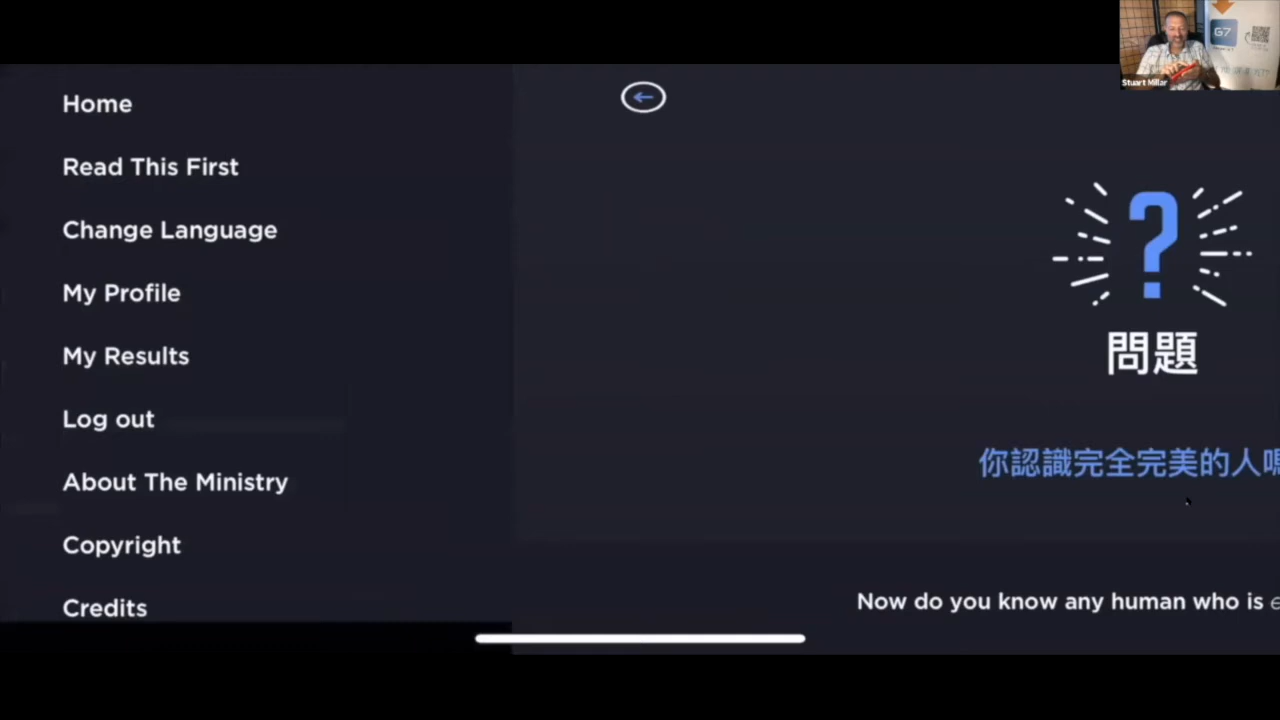 Home
Read This First
Change Language
My Profile
My Results
Log out
About The Ministry
Copyright
Credits
?
問題
你認識完全完美的人嗎
Now do you know any human who is
G7
Stuart Millar